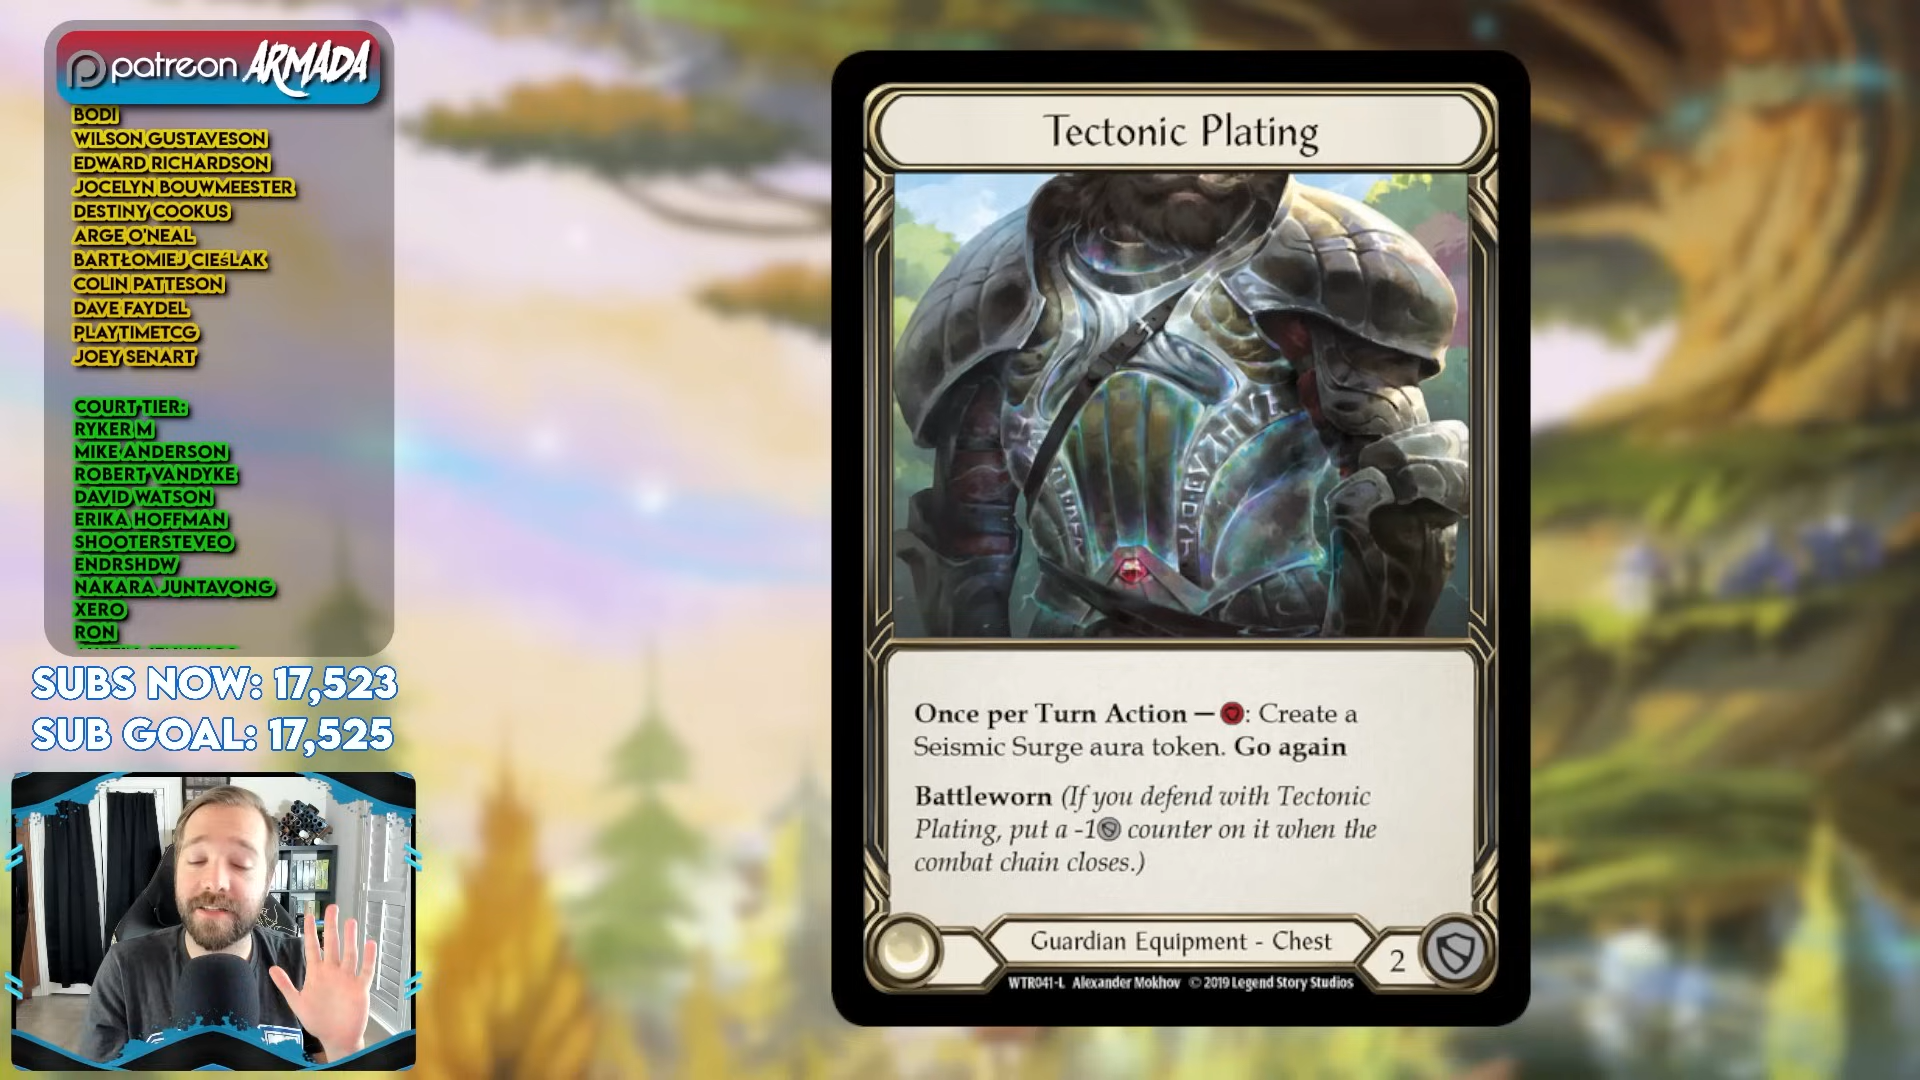 patreon ARMADA
BODI
WILSON GUSTAVESON
EDWARD RICHARDSON
JOCELYN BOUWMEESTER
DESTINY COOKUS
ARGE O'NEAL
BARTŁOMIEJ CIEśLAK
COLIN PATTESON
DAVE FAYDEL
PLAYTIMETCG
JOEY SENART
COURT TIER:
RYKER M
MIKE ANDERSON
ROBERT VANDYKE
DAVID WATSON
ERIKA HOFFMAN
SHOOTERSTEVEO
ENDRSHDW
NAKARA JUNTAVONG
XERO
RON
SUBS NOW: 17,523
SUB GOAL: 17,525
Tectonic Plating
Once per Turn Action — : Create a
Seismic Surge aura token. Go again
Battleworn (If you defend with Tectonic
Plating, put a -1 counter on it when the
combat chain closes.)
Guardian Equipment - Chest
2
WTR041-L Alexander Mokhov © 2019 Legend Story Studios